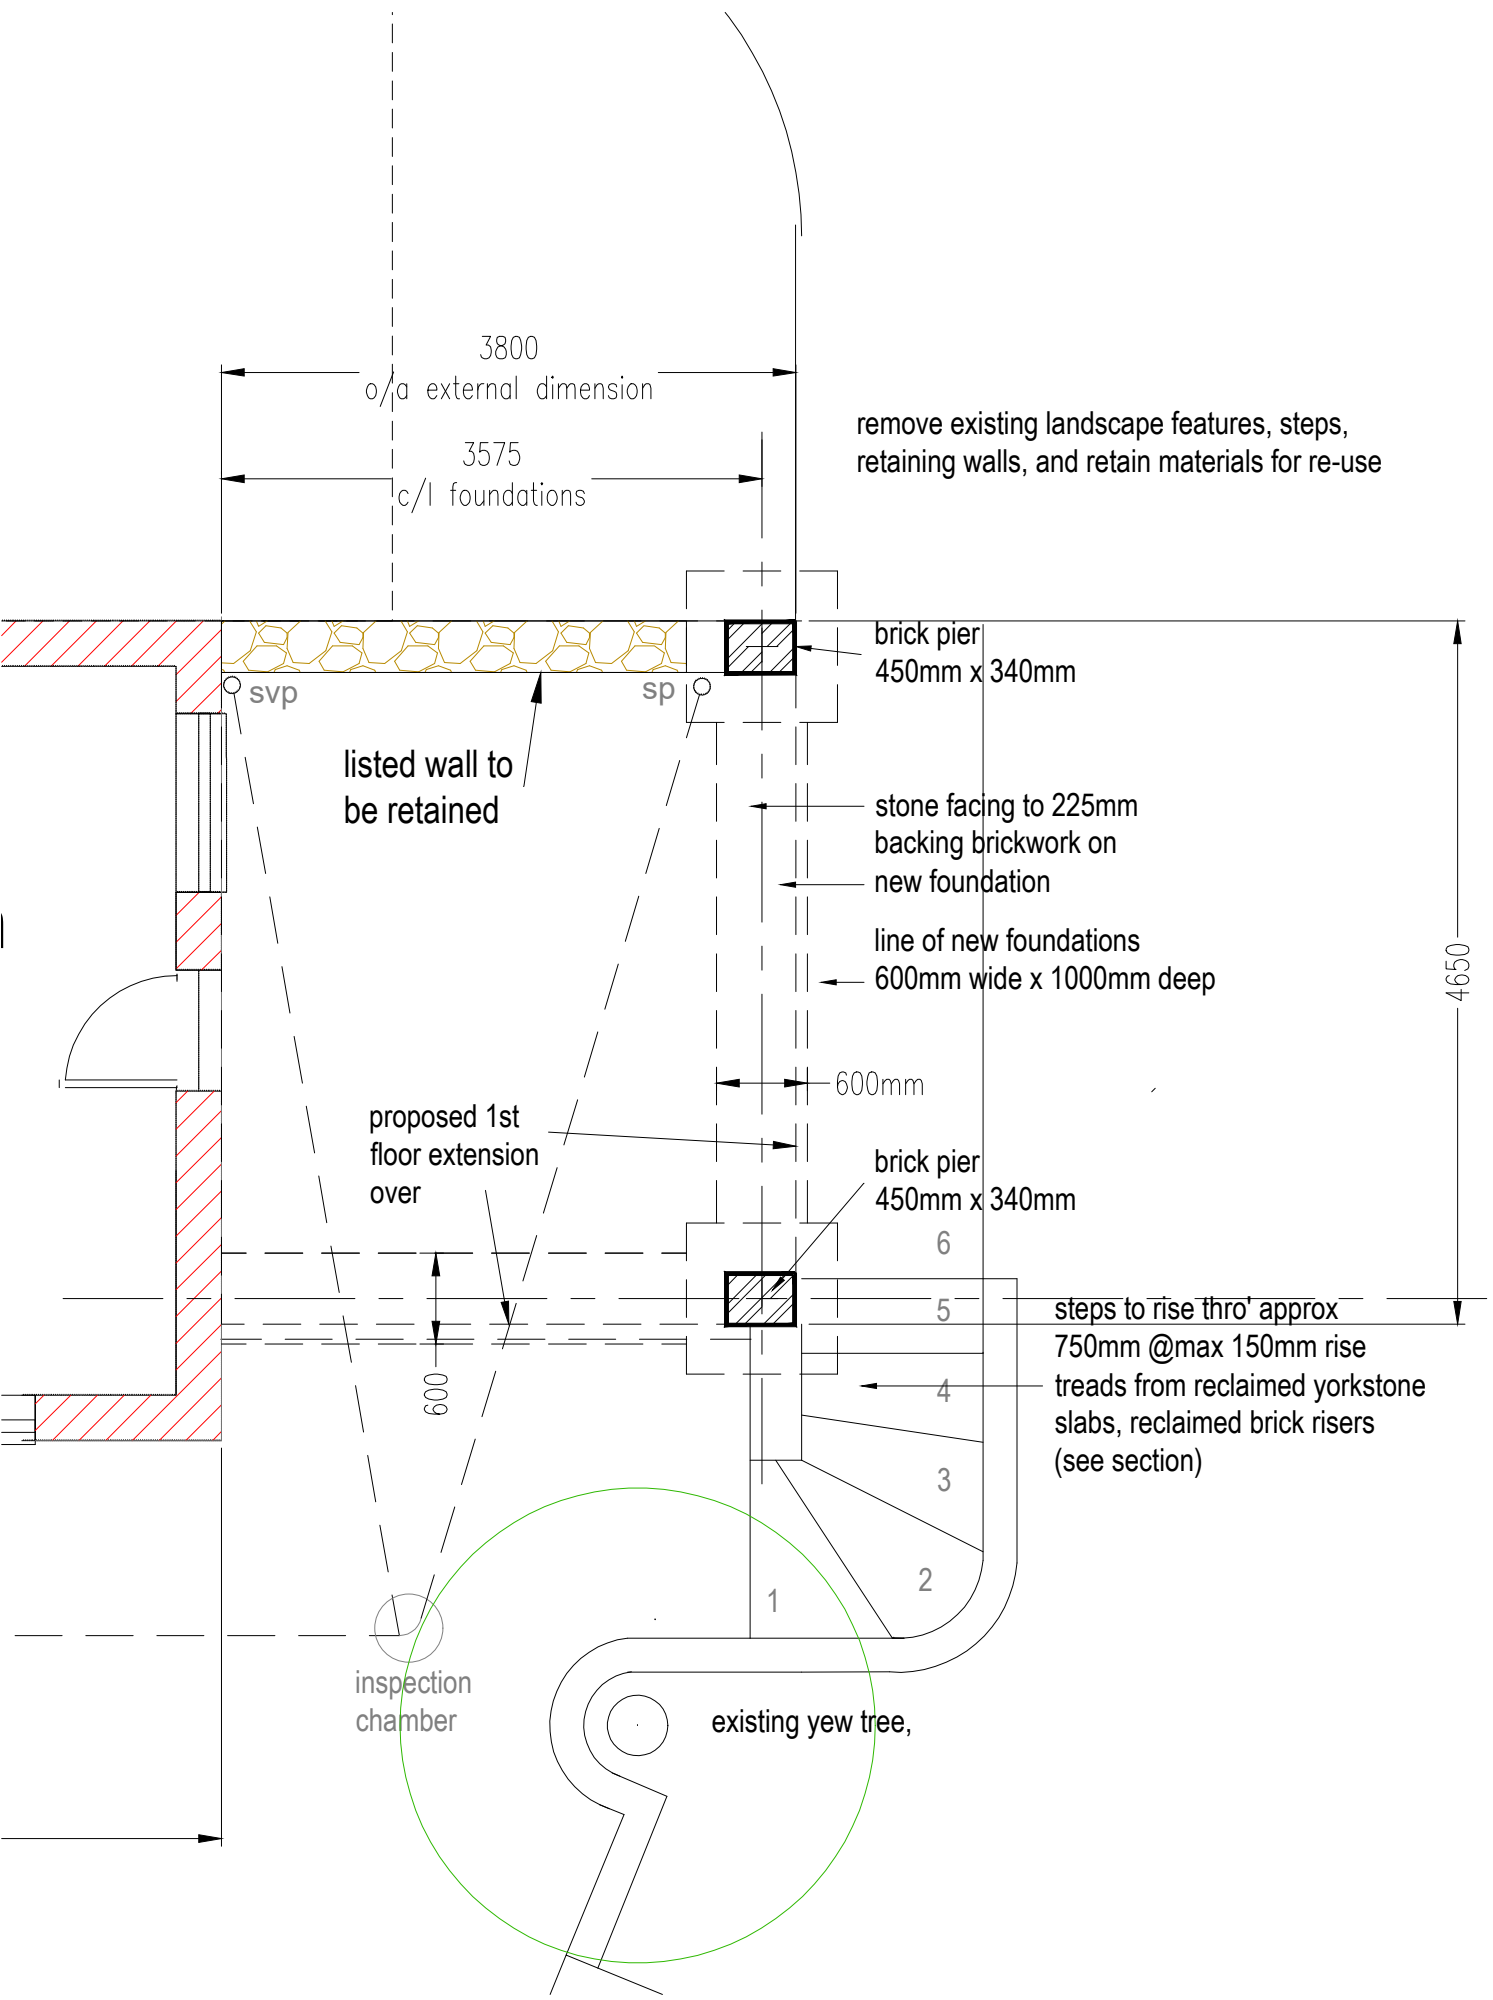 3800
o/a external dimension
3575
c/l foundations
remove existing landscape features, steps,
retaining walls, and retain materials for re-use
brick pier
450mm x 340mm
svp
sp
listed wall to
be retained
stone facing to 225mm
backing brickwork on
new foundation
line of new foundations
600mm wide x 1000mm deep
4650
600mm
proposed 1st
floor extension
over
brick pier
450mm x 340mm
6
5
4
3
2
1
steps to rise thro' approx
750mm @max 150mm rise
treads from reclaimed yorkstone
slabs, reclaimed brick risers
(see section)
600
inspection
chamber
existing yew tree,